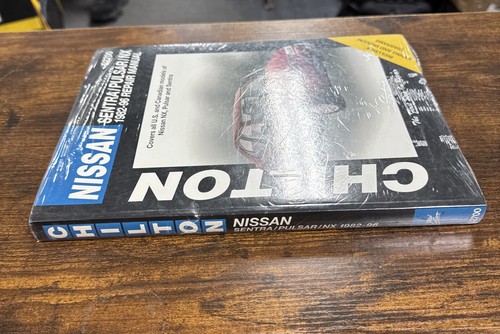 NISSAN
SENTRA/PULSAR/NX
1982-96 REPAIR MANUAL
Covers all U.S. and Canadian models of
Nissan NX, Pulsar and Sentra
CHILTON
CHILTON
NISSAN
SENTRA/PULSAR/NX 1982-96